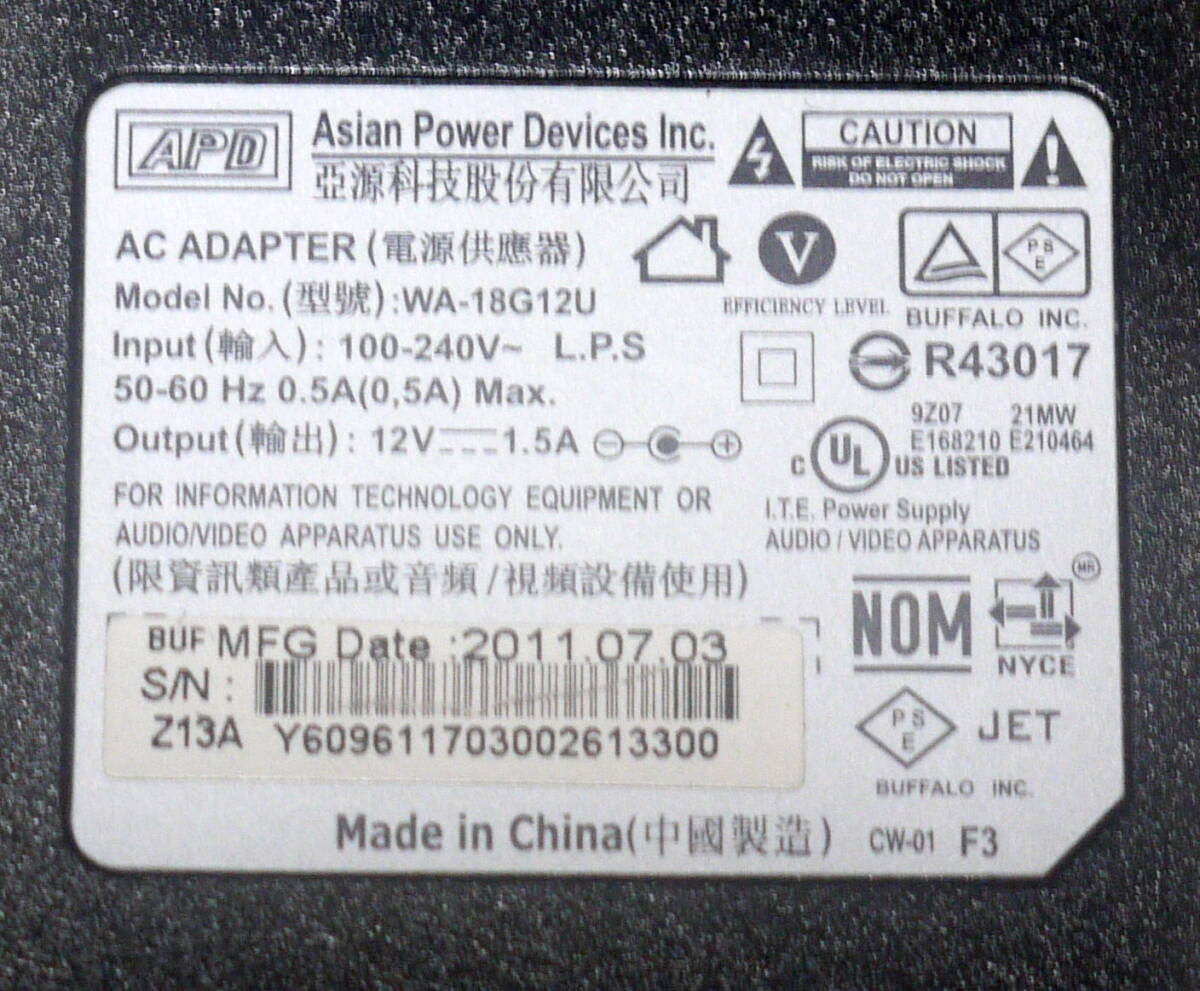 APD
Asian Power Devices Inc.
亞源科技股份有限公司
CAUTION
RISK OF ELECTRIC SHOCK
DO NOT OPEN
AC ADAPTER (電源供應器)
Model No.(型號):WA-18G12U
Input(輸入): 100-240V~ L.P.S
50-60 Hz 0.5A(0,5A) Max.
Output(輸出): 12V⎓1.5A
V
EFFICIENCY LEVEL
PS
E
BUFFALO INC.
R43017
9Z07 21MW
E168210 E210464
C UL US LISTED
I.T.E. Power Supply
AUDIO / VIDEO APPARATUS
FOR INFORMATION TECHNOLOGY EQUIPMENT OR
AUDIO/VIDEO APPARATUS USE ONLY.
(限資訊類產品或音頻/視頻設備使用)
NOM
MR
NYCE
BUF MFG Date :2011.07.03
S/N :
Z13A Y609611703002613300
PS
E
JET
BUFFALO INC.
Made in China(中國製造) CW-01 F3